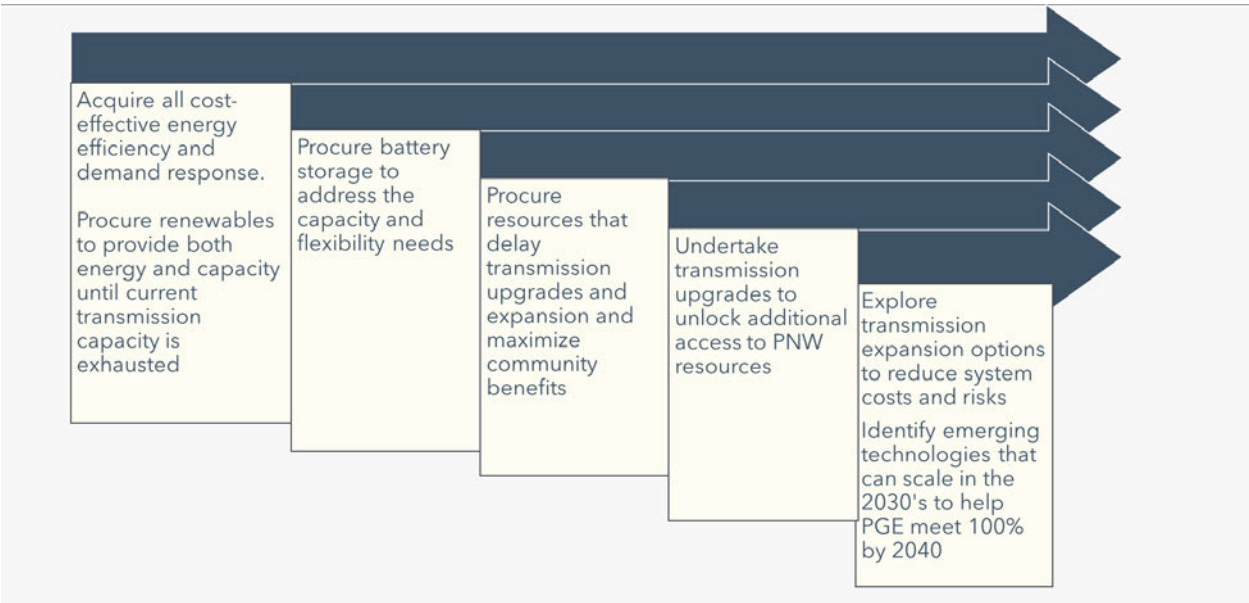 Acquire all cost-
effective energy
efficiency and
demand response.
Procure renewables
to provide both
energy and capacity
until current
transmission
capacity is
exhausted
Procure battery
storage to
address the
capacity and
flexibility needs
Procure
resources that
delay
transmission
upgrades and
expansion and
maximize
community
benefits
Undertake
transmission
upgrades to
unlock additional
access to PNW
resources
Explore
transmission
expansion options
to reduce system
costs and risks
Identify emerging
technologies that
can scale in the
2030's to help
PGE meet 100%
by 2040